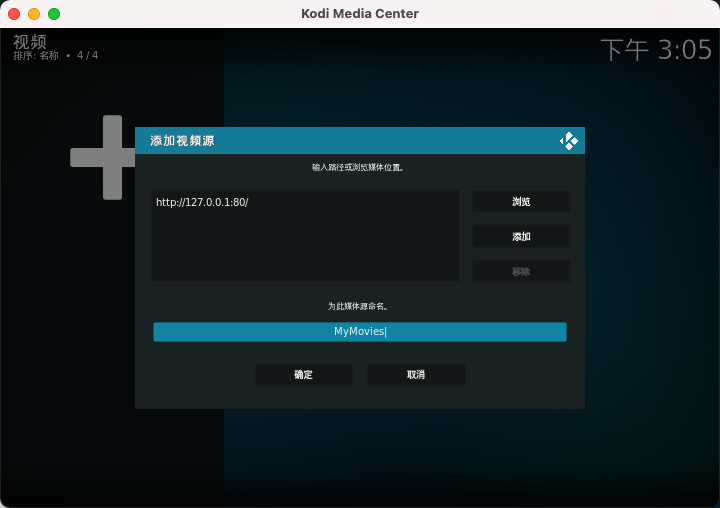 Kodi Media Center
视频
排序: 名称 • 4 / 4
下午 3:05
添加视频源
输入路径或浏览媒体位置。
http://127.0.0.1:80/
浏览
添加
移除
为此媒体源命名。
MyMovies
确定
取消